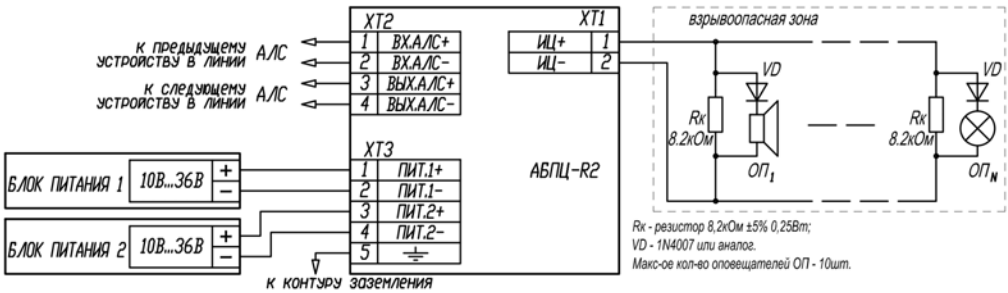 XT2
1 ВХ.АЛС+
2 ВХ.АЛС-
3 ВЫХ.АЛС+
4 ВЫХ.АЛС-
к предыдущему
устройству в линии АЛС
к следующему
устройству в линии АЛС
XT1
ИЦ+ 1
ИЦ- 2
XT3
1 ПИТ.1+
2 ПИТ.1-
3 ПИТ.2+
4 ПИТ.2-
5
АБПЦ-R2
БЛОК ПИТАНИЯ 1 10В...36В + -
БЛОК ПИТАНИЯ 2 10В...36В + -
к контуру заземления
взрывоопасная зона
VD
Rк
8.2кОм
ОП1
VD
Rк
8.2кОм
ОПN
Rк - резистор 8,2кОм ±5% 0,25Вт;
VD - 1N4007 или аналог.
Макс-ое кол-во оповещателей ОП - 10шт.